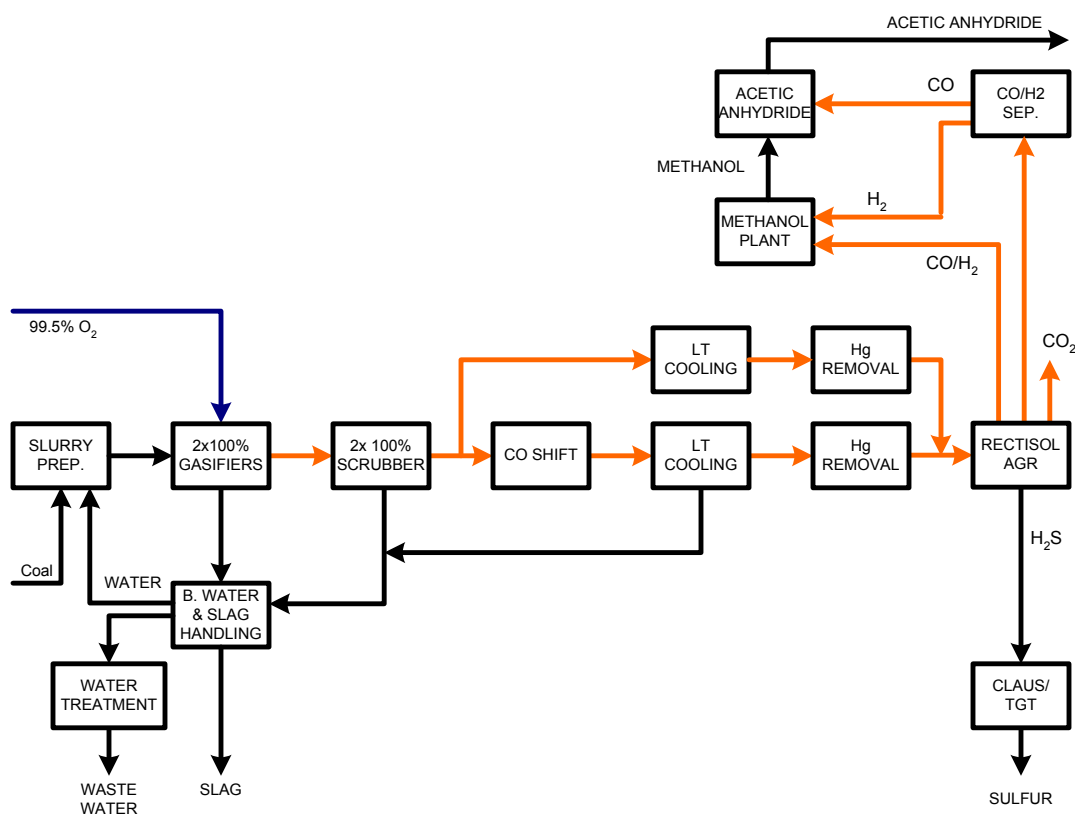 ACETIC ANHYDRIDE
ACETIC
ANHYDRIDE
CO
CO/H2
SEP.
METHANOL
H₂
METHANOL
PLANT
CO/H₂
99.5% O₂
LT
COOLING
Hg
REMOVAL
CO₂
SLURRY
PREP.
2x100%
GASIFIERS
2x 100%
SCRUBBER
CO SHIFT
LT
COOLING
Hg
REMOVAL
RECTISOL
AGR
H₂S
Coal
WATER
B. WATER
& SLAG
HANDLING
WATER
TREATMENT
CLAUS/
TGT
WASTE
WATER
SLAG
SULFUR